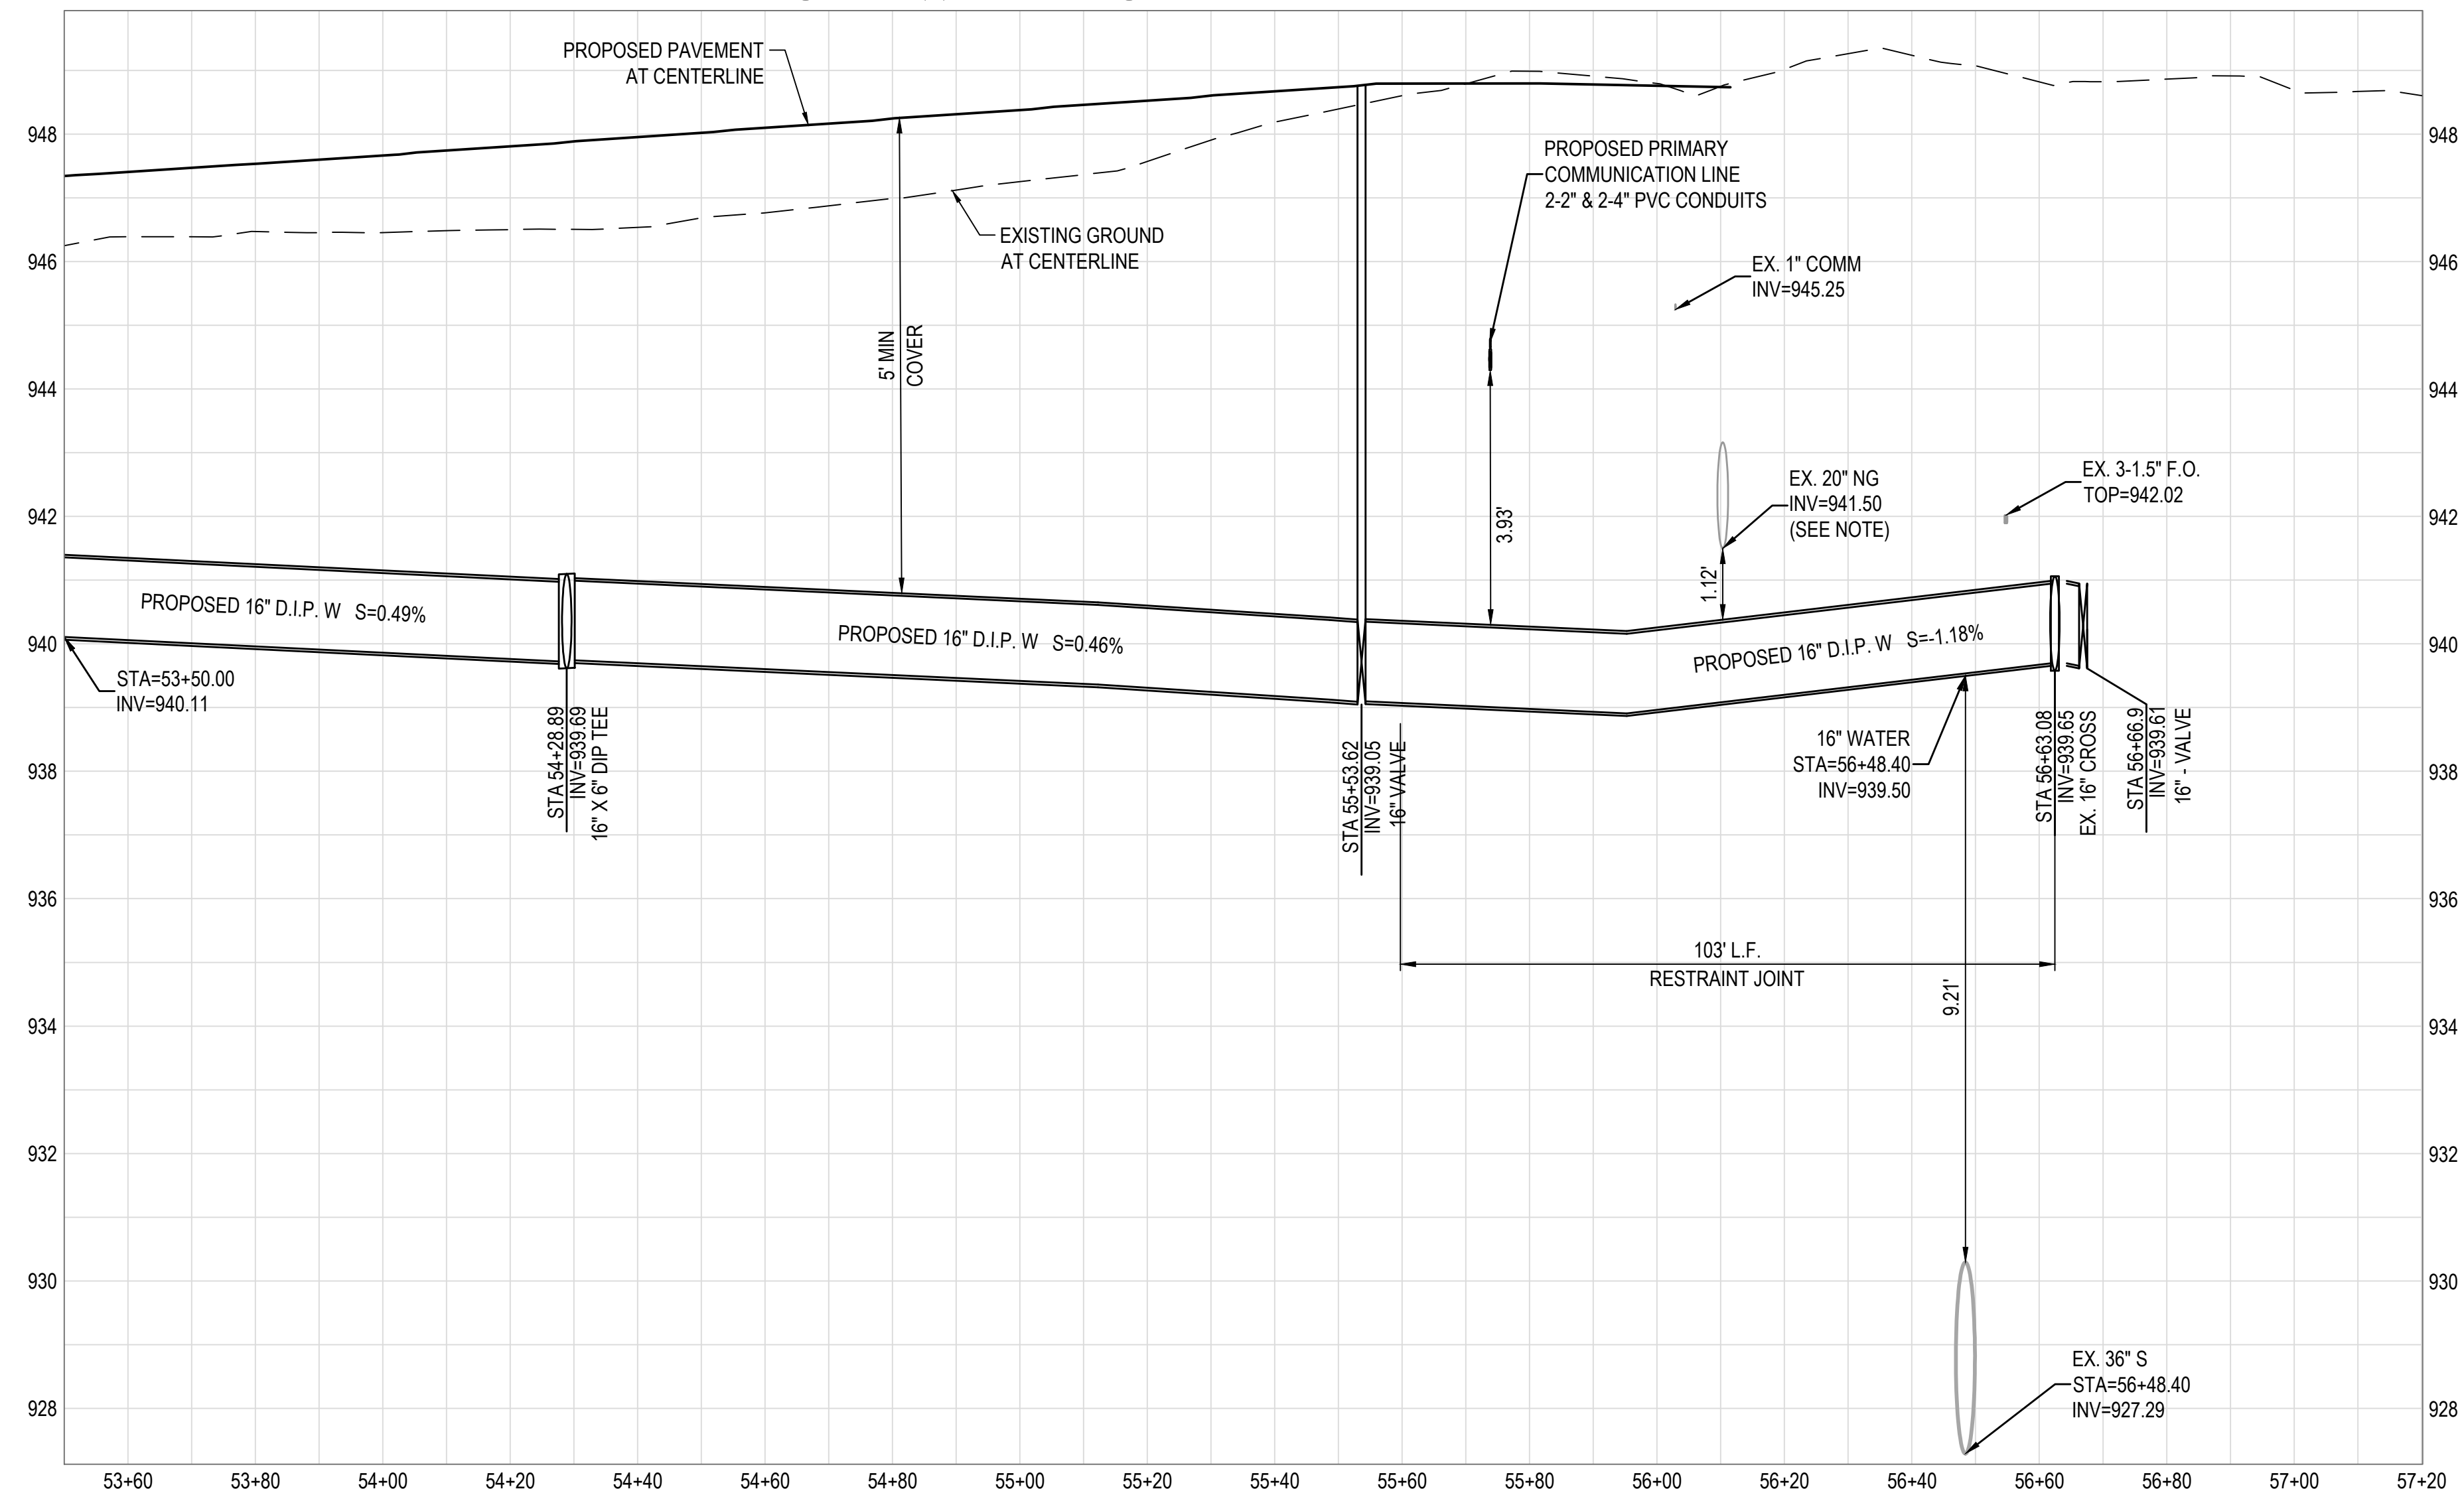 PROPOSED PAVEMENT
AT CENTERLINE
EXISTING GROUND
AT CENTERLINE
5' MIN
COVER
PROPOSED PRIMARY
COMMUNICATION LINE
2-2" & 2-4" PVC CONDUITS
EX. 1" COMM
INV=945.25
3.93'
EX. 20" NG
INV=941.50
(SEE NOTE)
1.12'
EX. 3-1.5" F.O.
TOP=942.02
PROPOSED 16" D.I.P. W S=0.49%
PROPOSED 16" D.I.P. W S=0.46%
PROPOSED 16" D.I.P. W S=-1.18%
STA=53+50.00
INV=940.11
STA 54+28.89
INV=939.69
16" X 6" DIP TEE
STA 55+53.62
INV=939.05
16" VALVE
16" WATER
STA=56+48.40
INV=939.50
STA 56+63.08
INV=939.65
EX. 16" CROSS
STA 56+66.9
INV=939.61
16" - VALVE
103' L.F.
RESTRAINT JOINT
9.21'
EX. 36" S
STA=56+48.40
INV=927.29
948
946
944
942
940
938
936
934
932
930
928
948
946
944
942
940
938
936
934
932
930
928
53+60 53+80 54+00 54+20 54+40 54+60 54+80 55+00 55+20 55+40 55+60 55+80 56+00 56+20 56+40 56+60 56+80 57+00 57+20